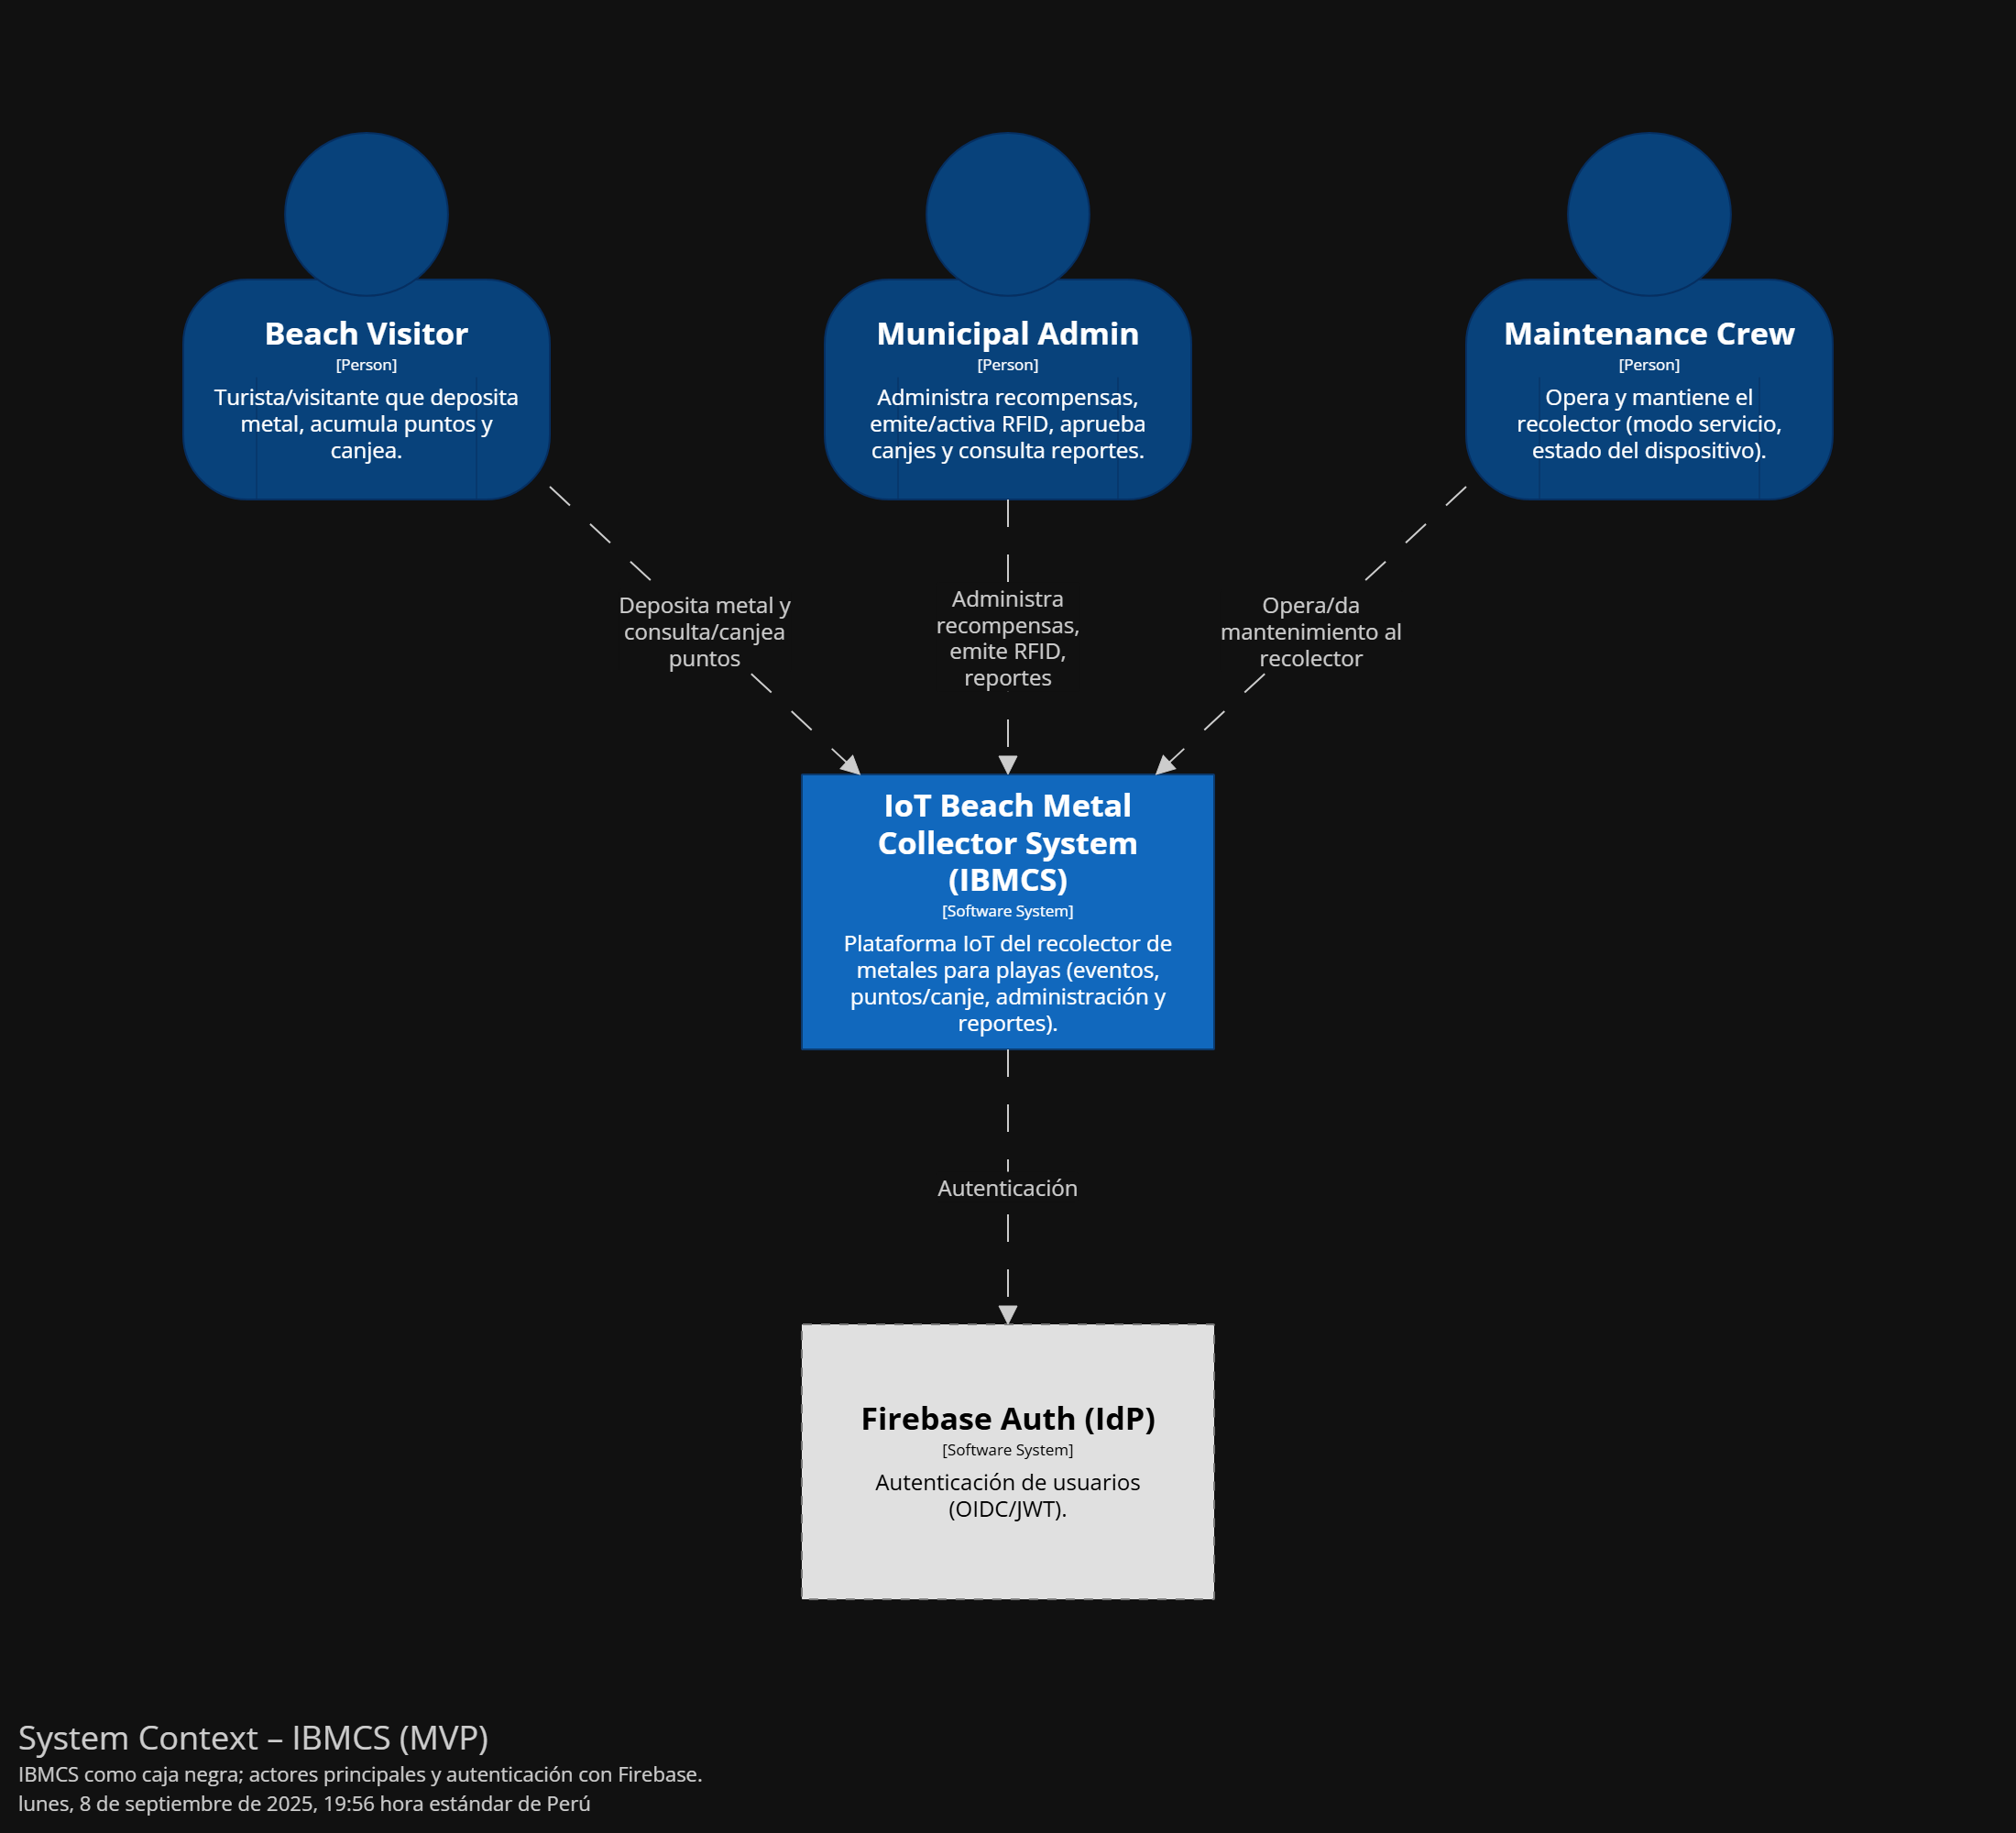 Beach Visitor
[Person]
Turista/visitante que deposita
metal, acumula puntos y
canjea.
Municipal Admin
[Person]
Administra recompensas,
emite/activa RFID, aprueba
canjes y consulta reportes.
Maintenance Crew
[Person]
Opera y mantiene el
recolector (modo servicio,
estado del dispositivo).
Deposita metal y
consulta/canjea
puntos
Administra
recompensas,
emite RFID,
reportes
Opera/da
mantenimiento al
recolector
IoT Beach Metal
Collector System
(IBMCS)
[Software System]
Plataforma IoT del recolector de
metales para playas (eventos,
puntos/canje, administración y
reportes).
Autenticación
Firebase Auth (IdP)
[Software System]
Autenticación de usuarios
(OIDC/JWT).
System Context – IBMCS (MVP)
IBMCS como caja negra; actores principales y autenticación con Firebase.
lunes, 8 de septiembre de 2025, 19:56 hora estándar de Perú